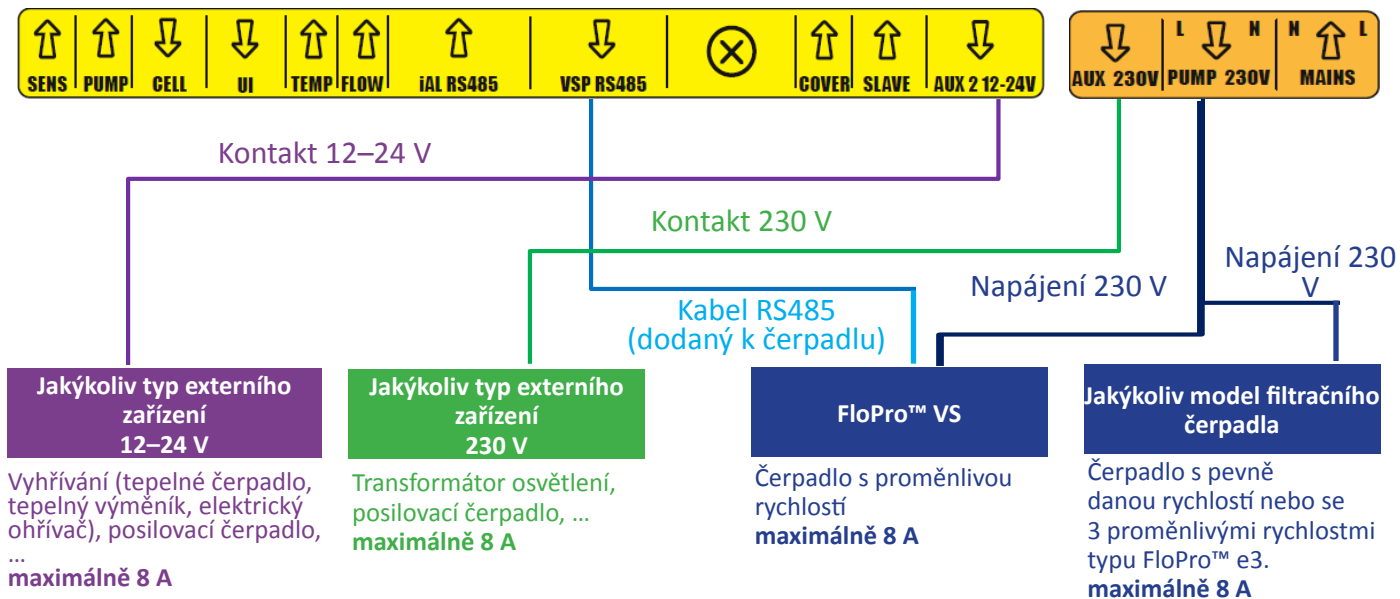 SENS PUMP CELL UI TEMP FLOW iAL RS485 VSP RS485 COVER SLAVE AUX 2 12-24V
L N N L
AUX 230V PUMP 230V MAINS
Kontakt 12–24 V
Kontakt 230 V
Kabel RS485
(dodaný k čerpadlu)
Napájení 230 V
Napájení 230
V
Jakýkoliv typ externího
zařízení
12–24 V
Vyhřívání (tepelné čerpadlo,
tepelný výměník, elektrický
ohřívač), posilovací čerpadlo,
...
maximálně 8 A
Jakýkoliv typ externího
zařízení
230 V
Transformátor osvětlení,
posilovací čerpadlo, ...
maximálně 8 A
FloPro™ VS
Čerpadlo s proměnlivou
rychlostí
maximálně 8 A
Jakýkoliv model filtračního
čerpadla
Čerpadlo s pevně
danou rychlostí nebo se
3 proměnlivými rychlostmi
typu FloPro™ e3.
maximálně 8 A